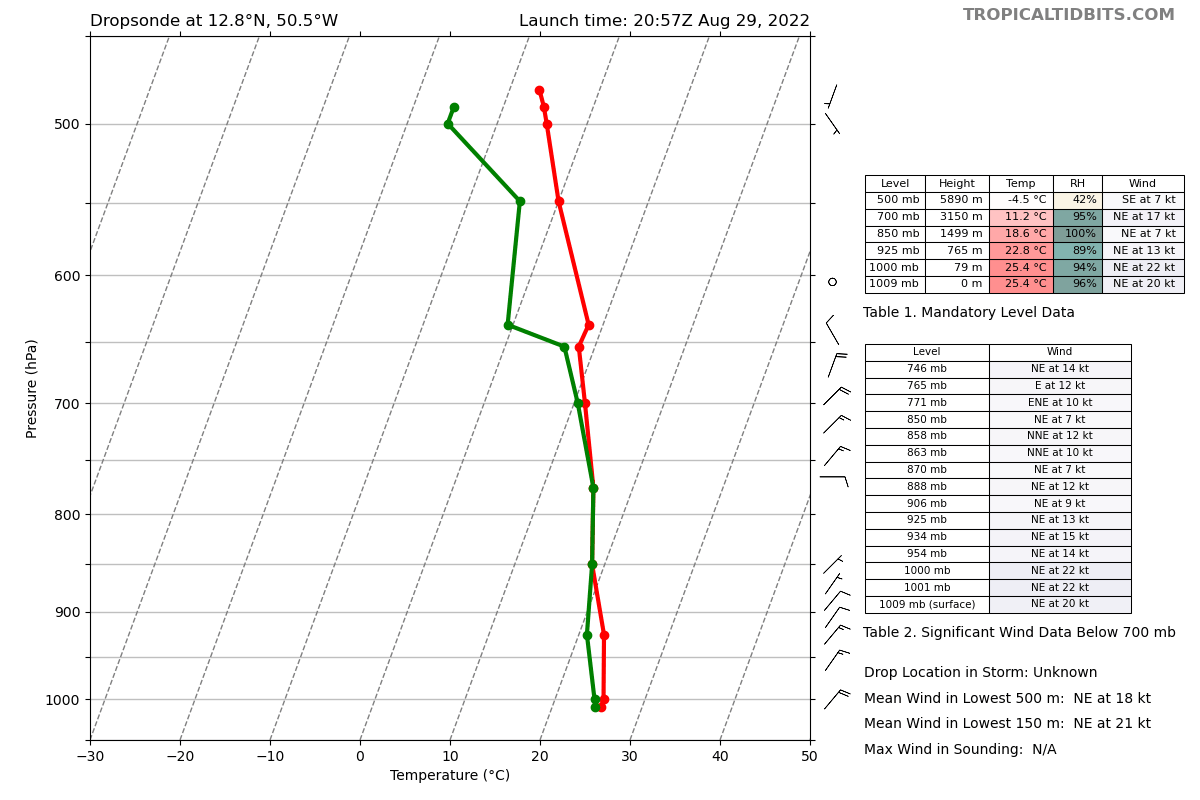 Dropsonde at 12.8°N, 50.5°W
Launch time: 20:57Z Aug 29, 2022
TROPICALTIDBITS.COM
Pressure (hPa)
500
600
700
800
900
1000
−30 −20 −10 0 10 20 30 40 50
Temperature (°C)
Level Height Temp RH Wind
500 mb 5890 m -4.5 °C 42% SE at 7 kt
700 mb 3150 m 11.2 °C 95% NE at 17 kt
850 mb 1499 m 18.6 °C 100% NE at 7 kt
925 mb 765 m 22.8 °C 89% NE at 13 kt
1000 mb 79 m 25.4 °C 94% NE at 22 kt
1009 mb 0 m 25.4 °C 96% NE at 20 kt
Table 1. Mandatory Level Data
Level Wind
746 mb NE at 14 kt
765 mb E at 12 kt
771 mb ENE at 10 kt
850 mb NE at 7 kt
858 mb NNE at 12 kt
863 mb NNE at 10 kt
870 mb NE at 7 kt
888 mb NE at 12 kt
906 mb NE at 9 kt
925 mb NE at 13 kt
934 mb NE at 15 kt
954 mb NE at 14 kt
1000 mb NE at 22 kt
1001 mb NE at 22 kt
1009 mb (surface) NE at 20 kt
Table 2. Significant Wind Data Below 700 mb
Drop Location in Storm: Unknown
Mean Wind in Lowest 500 m: NE at 18 kt
Mean Wind in Lowest 150 m: NE at 21 kt
Max Wind in Sounding: N/A